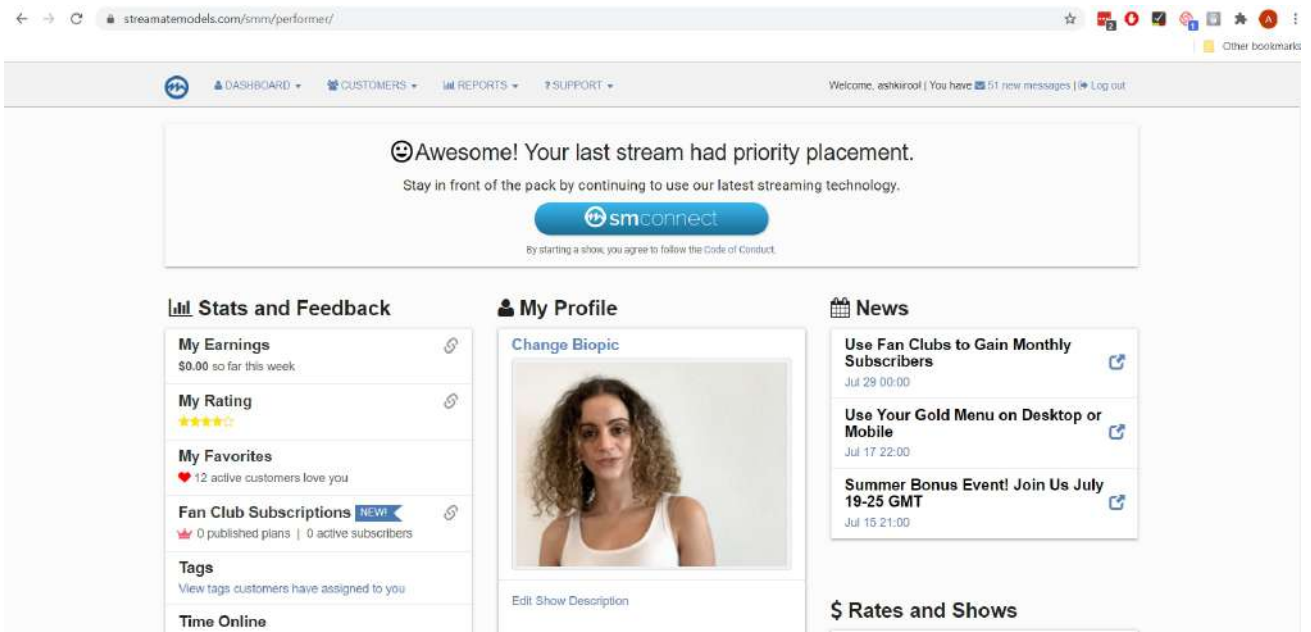 streamatemodels.com/smm/performer/
2
1
A
Other bookmarks
DASHBOARD
CUSTOMERS
REPORTS
? SUPPORT
Welcome, ashkiirool | You have 51 new messages | Log out
Awesome! Your last stream had priority placement.
Stay in front of the pack by continuing to use our latest streaming technology.
smconnect
By starting a show, you agree to follow the Code of Conduct.
Stats and Feedback
My Earnings
$0.00 so far this week
My Rating
My Favorites
12 active customers love you
Fan Club Subscriptions NEW!
0 published plans | 0 active subscribers
Tags
View tags customers have assigned to you
Time Online
My Profile
Change Biopic
Edit Show Description
News
Use Fan Clubs to Gain Monthly
Subscribers
Jul 29 00:00
Use Your Gold Menu on Desktop or
Mobile
Jul 17 22:00
Summer Bonus Event! Join Us July
19-25 GMT
Jul 15 21:00
$ Rates and Shows